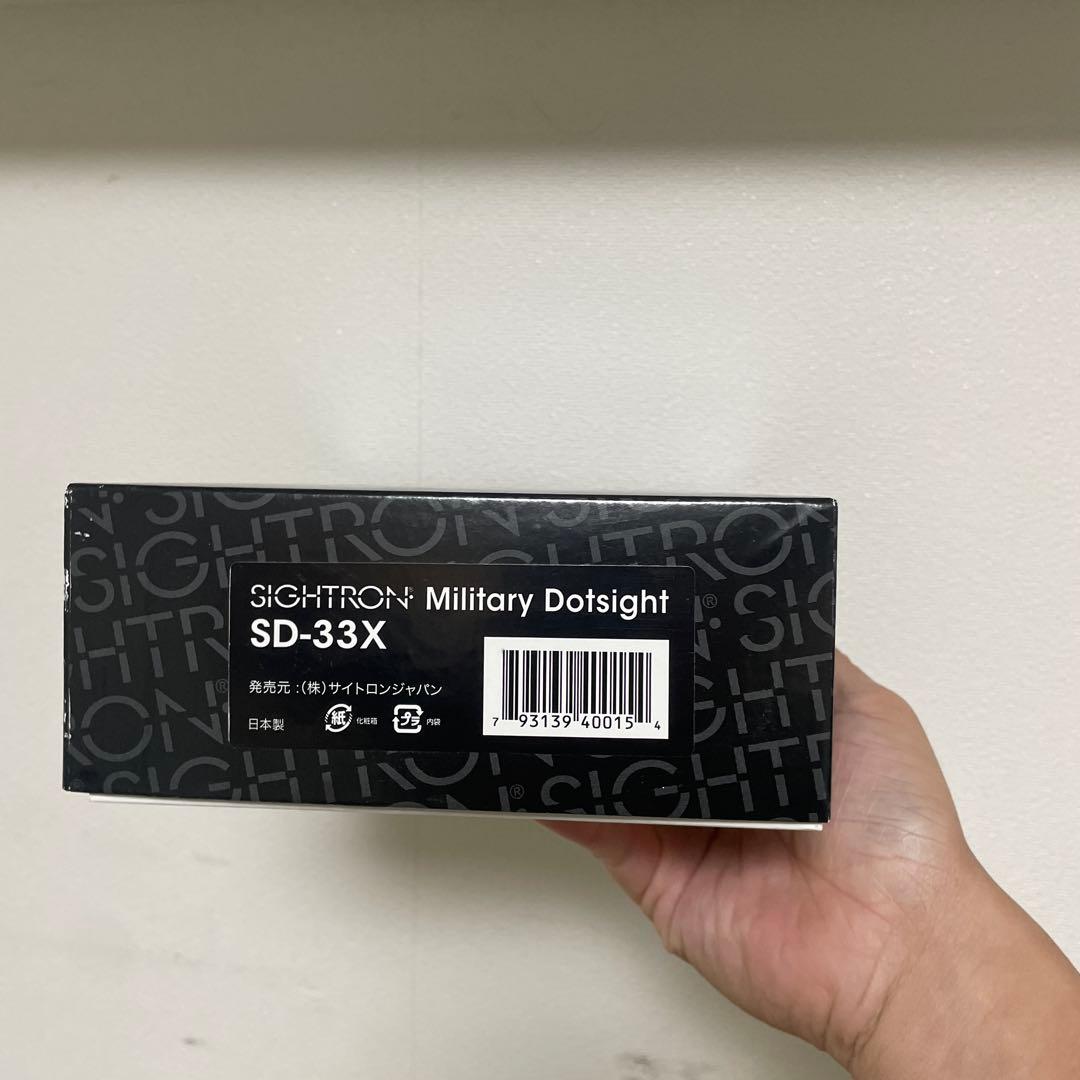 SIGHTRON® Military Dotsight
SD-33X
発売元:(株)サイトロンジャパン
日本製
紙 化粧箱
プラ 内袋
7 93139 40015 4
SIGHTRON®